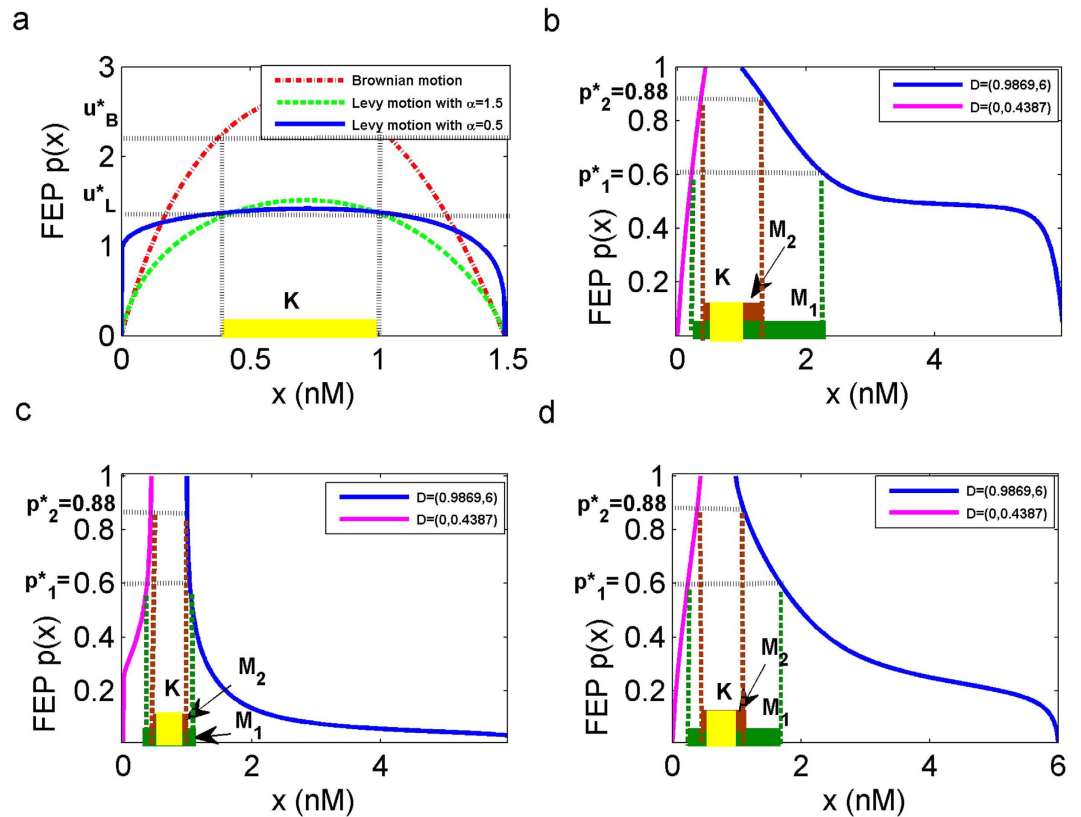 a
FEP p(x)
3
u*B
2
u*L
1
0
Brownian motion
Levy motion with α=1.5
Levy motion with α=0.5
K
0 0.5 1 1.5
x (nM)
b
FEP p(x)
1
p*2=0.88
0.8
p*1=0.6
0.4
0.2
D=(0.9869,6)
D=(0,0.4387)
M2
K
M1
0 2 4
x (nM)
c
FEP p(x)
1
p*2=0.88
0.8
p*1=0.6
0.4
0.2
D=(0.9869,6)
D=(0,0.4387)
K
M2
M1
0 2 4
x (nM)
d
FEP p(x)
1
p*2=0.88
0.8
p*1=0.6
0.4
0.2
D=(0.9869,6)
D=(0,0.4387)
M2
K
M1
0 2 4 6
x (nM)